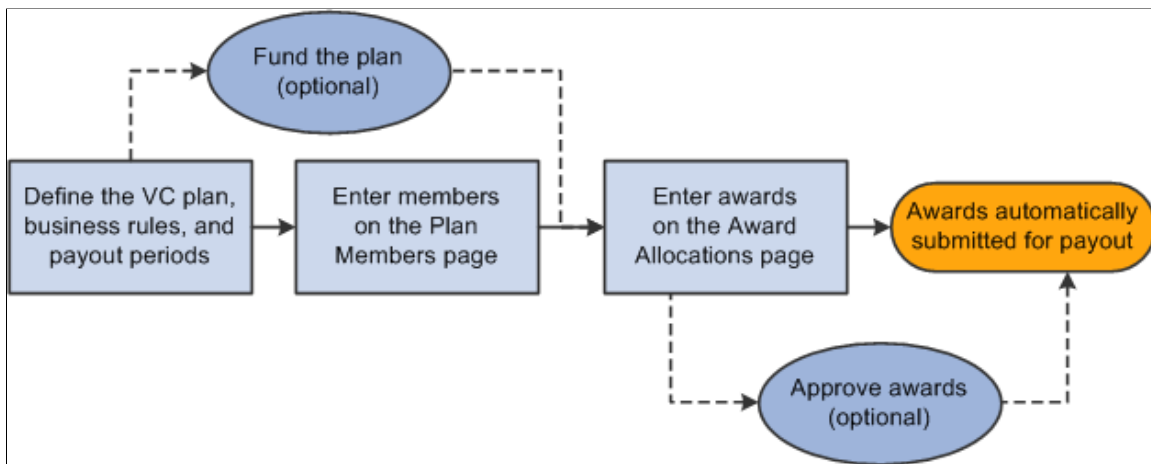 Fund the plan
(optional)
Define the VC plan,
business rules, and
payout periods
Enter members
on the Plan
Members page
Enter awards
on the Award
Allocations page
Awards automatically
submitted for payout
Approve awards
(optional)